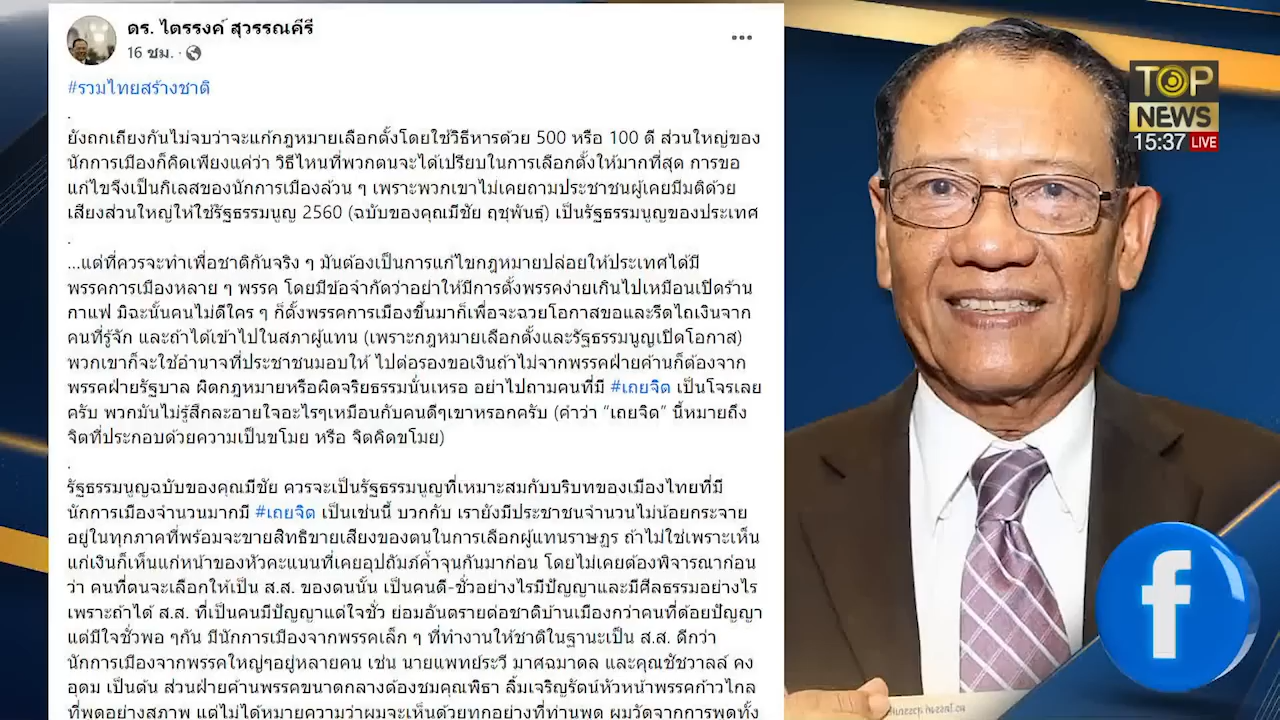 ดร. ไตรรงค์ สุวรรณคีรี
16 ชม. ·
#รวมไทยสร้างชาติ
.
ยังถกเถียงกันไม่จบว่าจะแก้กฎหมายเลือกตั้งโดยใช้วิธีหารด้วย 500 หรือ 100 ดี ส่วนใหญ่ของ
นักการเมืองก็คิดเพียงแค่ว่า วิธีไหนที่พวกตนจะได้เปรียบในการเลือกตั้งให้มากที่สุด การขอ
แก้ไขจึงเป็นกิเลสของนักการเมืองล้วน ๆ เพราะพวกเขาไม่เคยถามประชาชนผู้เคยมีมติด้วย
เสียงส่วนใหญ่ให้ใช้รัฐธรรมนูญ 2560 (ฉบับของคุณมีชัย ฤชุพันธุ์) เป็นรัฐธรรมนูญของประเทศ
.
...แต่ที่ควรจะทำเพื่อชาติกันจริง ๆ มันต้องเป็นการแก้ไขกฎหมายปล่อยให้ประเทศได้มี
พรรคการเมืองหลาย ๆ พรรค โดยมีข้อจำกัดว่าอย่าให้มีการตั้งพรรคง่ายเกินไปเหมือนเปิดร้าน
กาแฟ มิฉะนั้นคนไม่ดีใคร ๆ ก็ตั้งพรรคการเมืองขึ้นมาก็เพื่อจะฉวยโอกาสขอและรีดไถเงินจาก
คนที่รู้จัก และถ้าได้เข้าไปในสภาผู้แทน (เพราะกฎหมายเลือกตั้งและรัฐธรรมนูญเปิดโอกาส)
พวกเขาก็จะใช้อำนาจที่ประชาชนมอบให้ ไปต่อรองขอเงินถ้าไม่จากพรรคฝ่ายค้านก็ต้องจาก
พรรคฝ่ายรัฐบาล ผิดกฎหมายหรือผิดจริยธรรมนั่นเหรอ อย่าไปถามคนที่มี #เถยจิต เป็นโจรเลย
ครับ พวกมันไม่รู้สึกละอายใจอะไรๆเหมือนกับคนดีๆเขาหรอกครับ (คำว่า “เถยจิต” นี้หมายถึง
จิตที่ประกอบด้วยความเป็นขโมย หรือ จิตคิดขโมย)
.
รัฐธรรมนูญฉบับของคุณมีชัย ควรจะเป็นรัฐธรรมนูญที่เหมาะสมกับบริบทของเมืองไทยที่มี
นักการเมืองจำนวนมากมี #เถยจิต เป็นเช่นนี้ บวกกับ เรายังมีประชาชนจำนวนไม่น้อยกระจาย
อยู่ในทุกภาคที่พร้อมจะขายสิทธิขายเสียงของตนในการเลือกผู้แทนราษฎร ถ้าไม่ใช่เพราะเห็น
แก่เงินก็เห็นแก่หน้าของหัวคะแนนที่เคยอุปถัมภ์ค้ำจุนกันมาก่อน โดยไม่เคยต้องพิจารณาก่อน
ว่า คนที่ตนจะเลือกให้เป็น ส.ส. ของตนนั้น เป็นคนดี-ชั่วอย่างไรมีปัญญาและมีศีลธรรมอย่างไร
เพราะถ้าได้ ส.ส. ที่เป็นคนมีปัญญาแต่ใจชั่ว ย่อมอันตรายต่อชาติบ้านเมืองกว่าคนที่ด้อยปัญญา
แต่มีใจชั่วพอ ๆกัน มีนักการเมืองจากพรรคเล็ก ๆ ที่ทำงานให้ชาติในฐานะเป็น ส.ส. ดีกว่า
นักการเมืองจากพรรคใหญ่ๆอยู่หลายคน เช่น นายแพทย์ระวี มาศฉมาดล และคุณชัชวาลล์ คง
อุดม เป็นต้น ส่วนฝ่ายค้านพรรคขนาดกลางต้องชมคุณพิธา ลิ้มเจริญรัตน์หัวหน้าพรรคก้าวไกล
ที่พูดอย่างสุภาพ แต่ไม่ได้หมายความว่าผมจะเห็นด้วยทุกอย่างที่ท่านพูด ผมวัดจากการพูดทั้ง
TOP
NEWS
15:37 LIVE